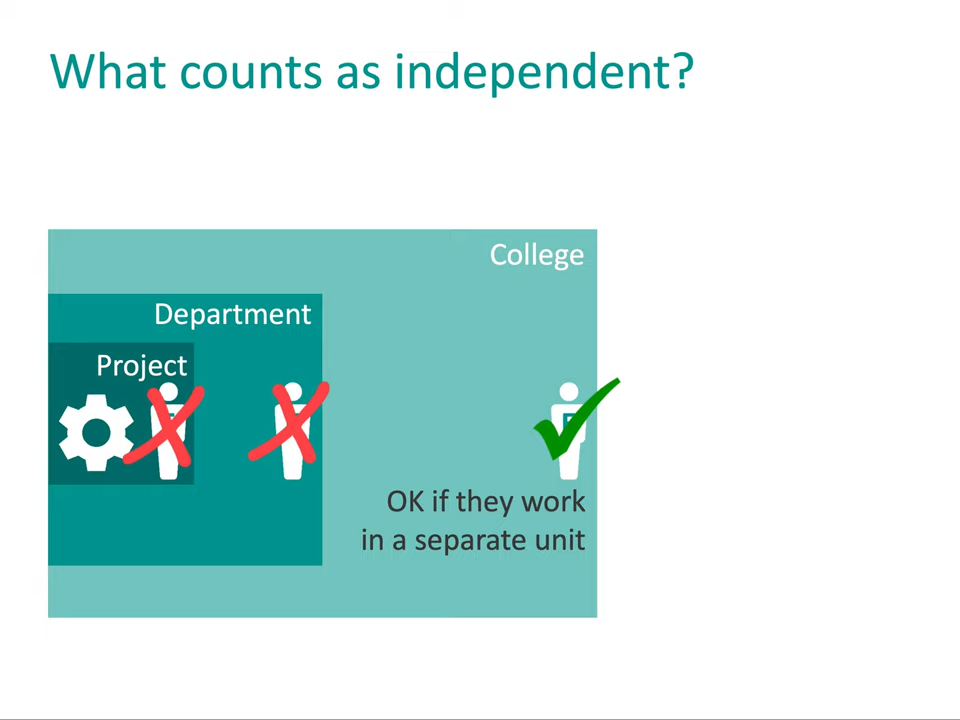 What counts as independent?
College
Department
Project
OK if they work
in a separate unit